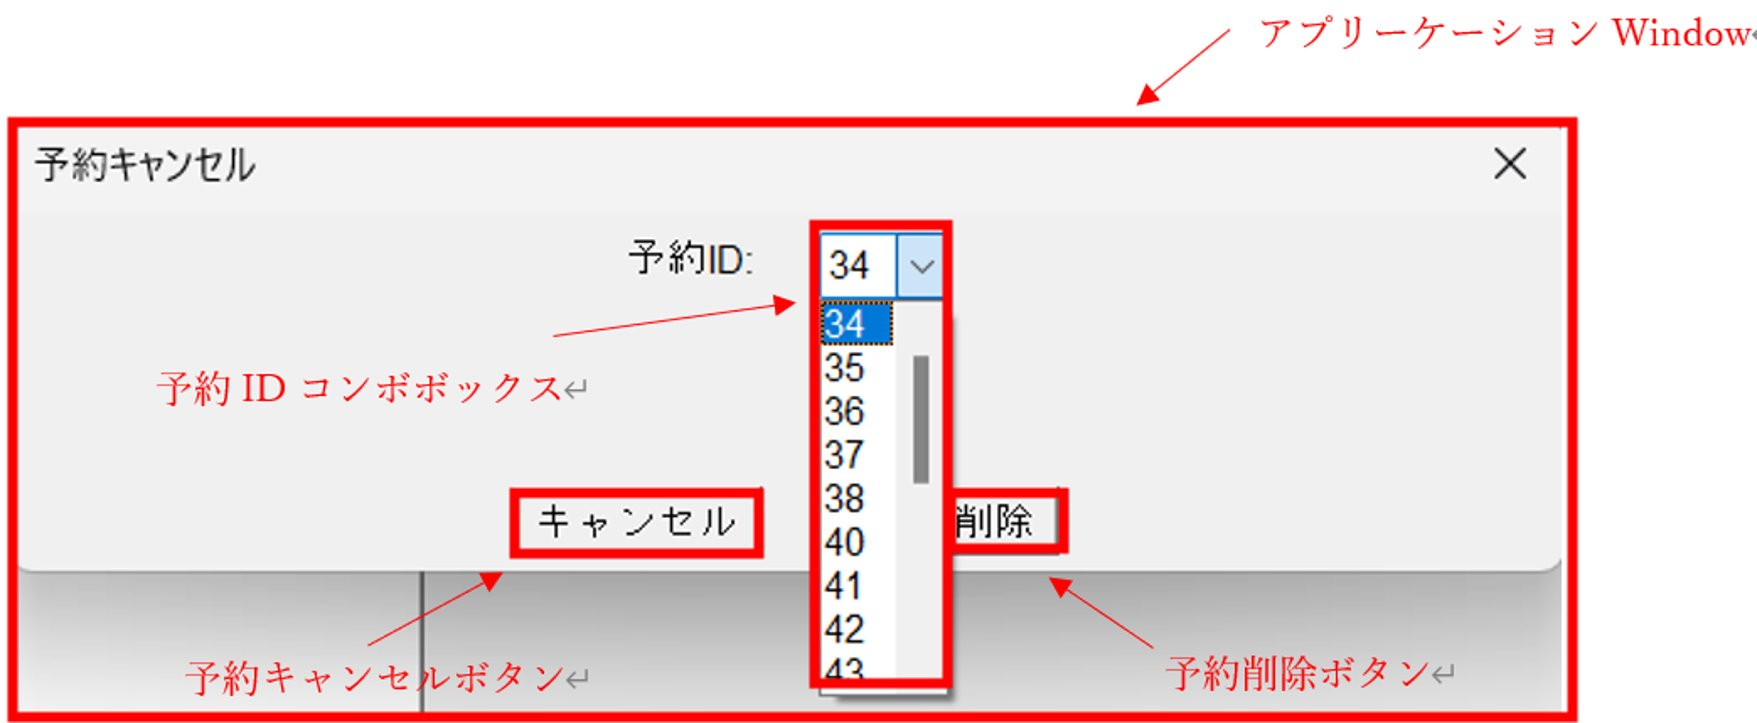 アプリーケーション Window
予約キャンセル
予約ID:
34
34
35
36
37
38
40
41
42
43
予約 ID コンボボックス
キャンセル
削除
予約キャンセルボタン
予約削除ボタン